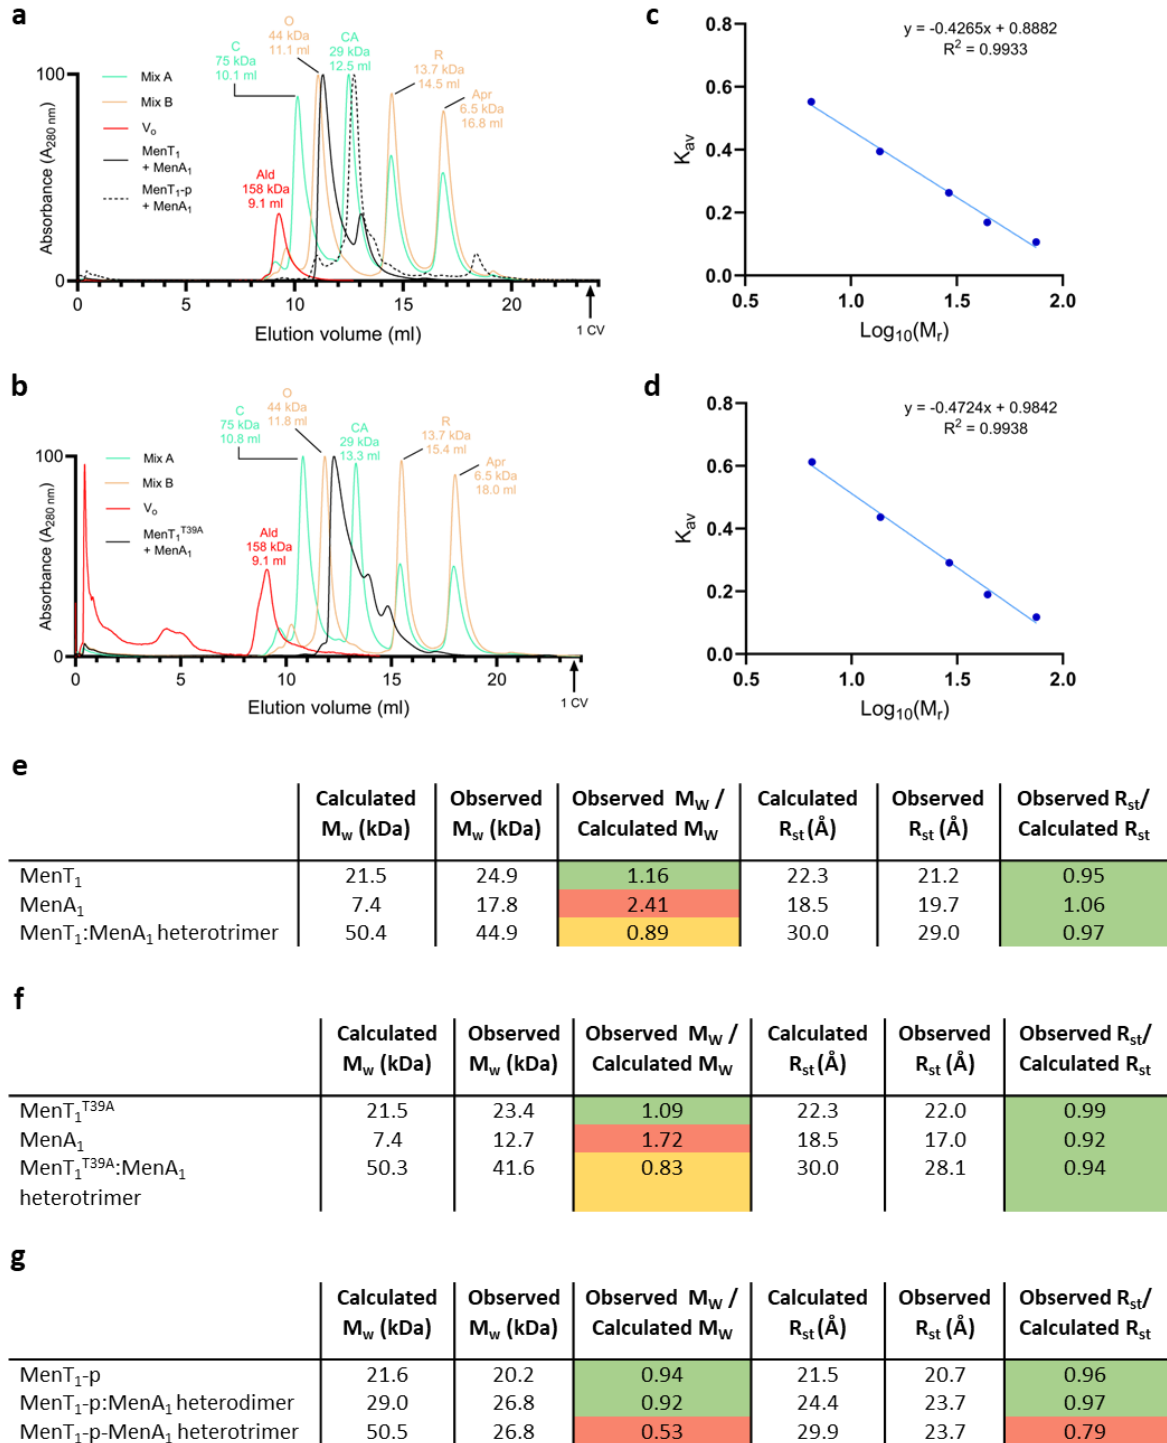 a
Absorbance (A280 nm)
100
0
Mix A
Mix B
Vo
MenT1
+ MenA1
MenT1-p
+ MenA1
C
75 kDa
10.1 ml
O
44 kDa
11.1 ml
CA
29 kDa
12.5 ml
R
13.7 kDa
14.5 ml
Apr
6.5 kDa
16.8 ml
Ald
158 kDa
9.1 ml
0 5 10 15 20
Elution volume (ml)
1 CV
c
y = -0.4265x + 0.8882
R² = 0.9933
Kav
0.8
0.6
0.4
0.2
0.0
0.5 1.0 1.5 2.0
Log10(Mr)
b
Absorbance (A280 nm)
100
0
Mix A
Mix B
Vo
MenT1T39A
+ MenA1
C
75 kDa
10.8 ml
O
44 kDa
11.8 ml
CA
29 kDa
13.3 ml
R
13.7 kDa
15.4 ml
Apr
6.5 kDa
18.0 ml
Ald
158 kDa
9.1 ml
0 5 10 15 20
Elution volume (ml)
1 CV
d
y = -0.4724x + 0.9842
R² = 0.9938
Kav
0.8
0.6
0.4
0.2
0.0
0.5 1.0 1.5 2.0
Log10(Mr)
e
Calculated Observed Observed MW / Calculated Observed Observed Rst/
Mw (kDa) Mw (kDa) Calculated MW Rst (Å) Rst (Å) Calculated Rst
MenT1 21.5 24.9 1.16 22.3 21.2 0.95
MenA1 7.4 17.8 2.41 18.5 19.7 1.06
MenT1:MenA1 heterotrimer 50.4 44.9 0.89 30.0 29.0 0.97
f
Calculated Observed Observed MW / Calculated Observed Observed Rst/
Mw (kDa) Mw (kDa) Calculated MW Rst (Å) Rst (Å) Calculated Rst
MenT1T39A 21.5 23.4 1.09 22.3 22.0 0.99
MenA1 7.4 12.7 1.72 18.5 17.0 0.92
MenT1T39A:MenA1 50.3 41.6 0.83 30.0 28.1 0.94
heterotrimer
g
Calculated Observed Observed MW / Calculated Observed Observed Rst/
Mw (kDa) Mw (kDa) Calculated MW Rst (Å) Rst (Å) Calculated Rst
MenT1-p 21.6 20.2 0.94 21.5 20.7 0.96
MenT1-p:MenA1 heterodimer 29.0 26.8 0.92 24.4 23.7 0.97
MenT1-p-MenA1 heterotrimer 50.5 26.8 0.53 29.9 23.7 0.79